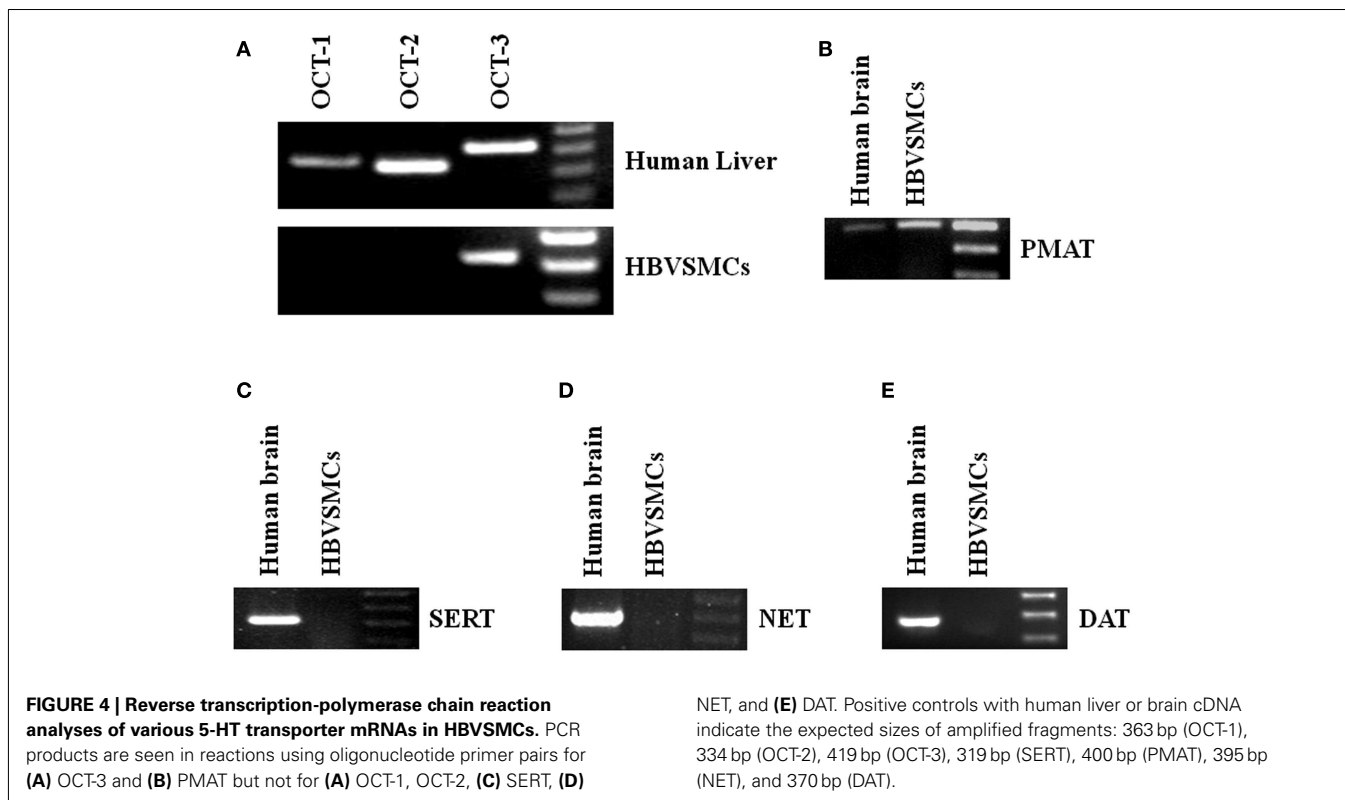 A
OCT-1
OCT-2
OCT-3
Human Liver
HBVSMCs
B
Human brain
HBVSMCs
PMAT
C
Human brain
HBVSMCs
SERT
D
Human brain
HBVSMCs
NET
E
Human brain
HBVSMCs
DAT
FIGURE 4 | Reverse transcription-polymerase chain reaction
analyses of various 5-HT transporter mRNAs in HBVSMCs. PCR
products are seen in reactions using oligonucleotide primer pairs for
(A) OCT-3 and (B) PMAT but not for (A) OCT-1, OCT-2, (C) SERT, (D)
NET, and (E) DAT. Positive controls with human liver or brain cDNA
indicate the expected sizes of amplified fragments: 363 bp (OCT-1),
334 bp (OCT-2), 419 bp (OCT-3), 319 bp (SERT), 400 bp (PMAT), 395 bp
(NET), and 370 bp (DAT).